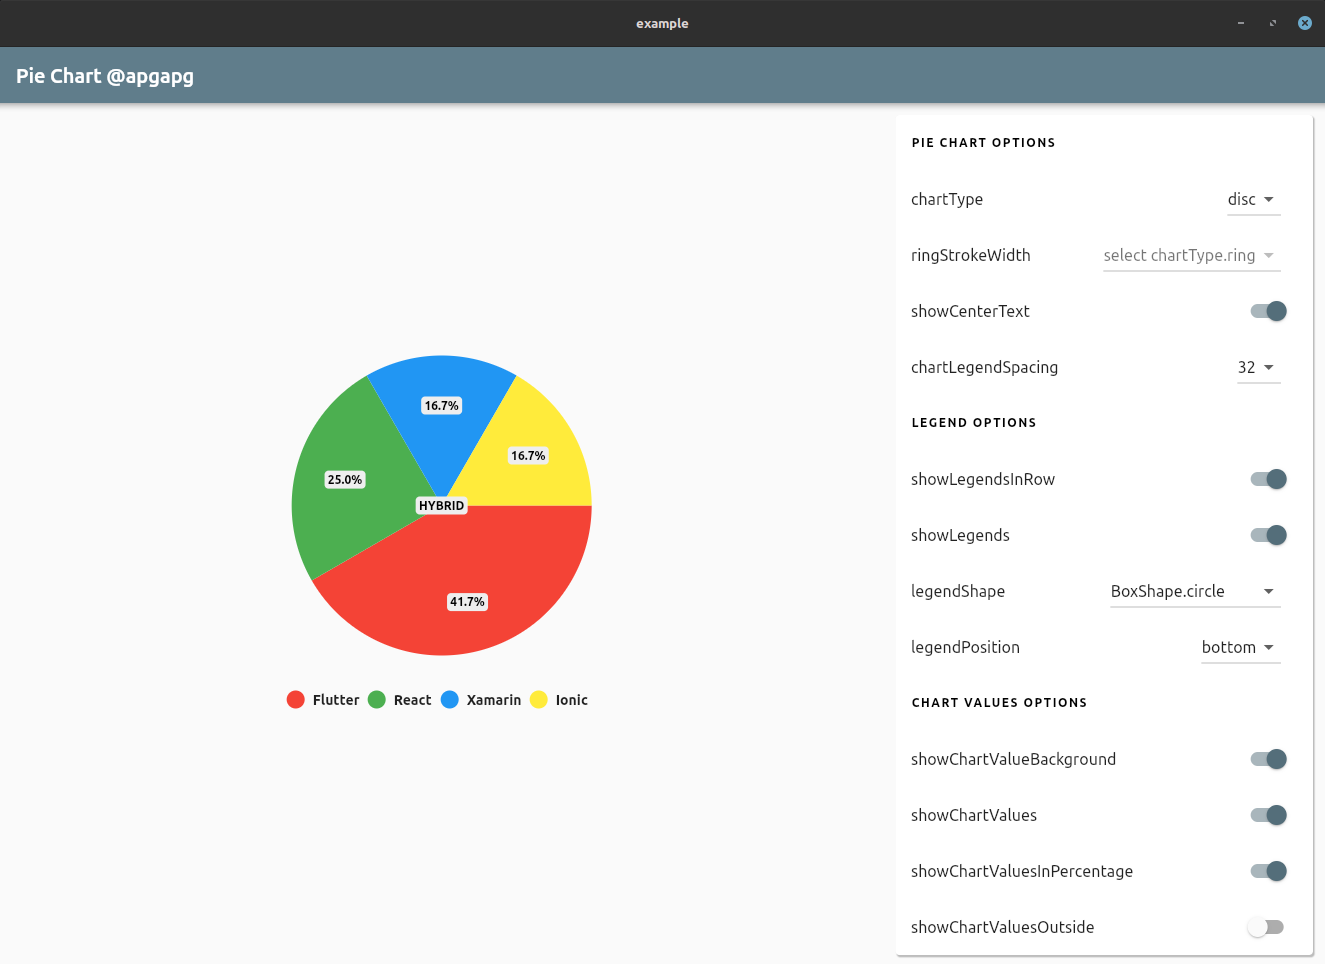 example
Pie Chart @apgapg
16.7%
16.7%
25.0%
HYBRID
41.7%
Flutter React Xamarin Ionic
PIE CHART OPTIONS
chartType disc
ringStrokeWidth select chartType.ring
showCenterText
chartLegendSpacing 32
LEGEND OPTIONS
showLegendsInRow
showLegends
legendShape BoxShape.circle
legendPosition bottom
CHART VALUES OPTIONS
showChartValueBackground
showChartValues
showChartValuesInPercentage
showChartValuesOutside